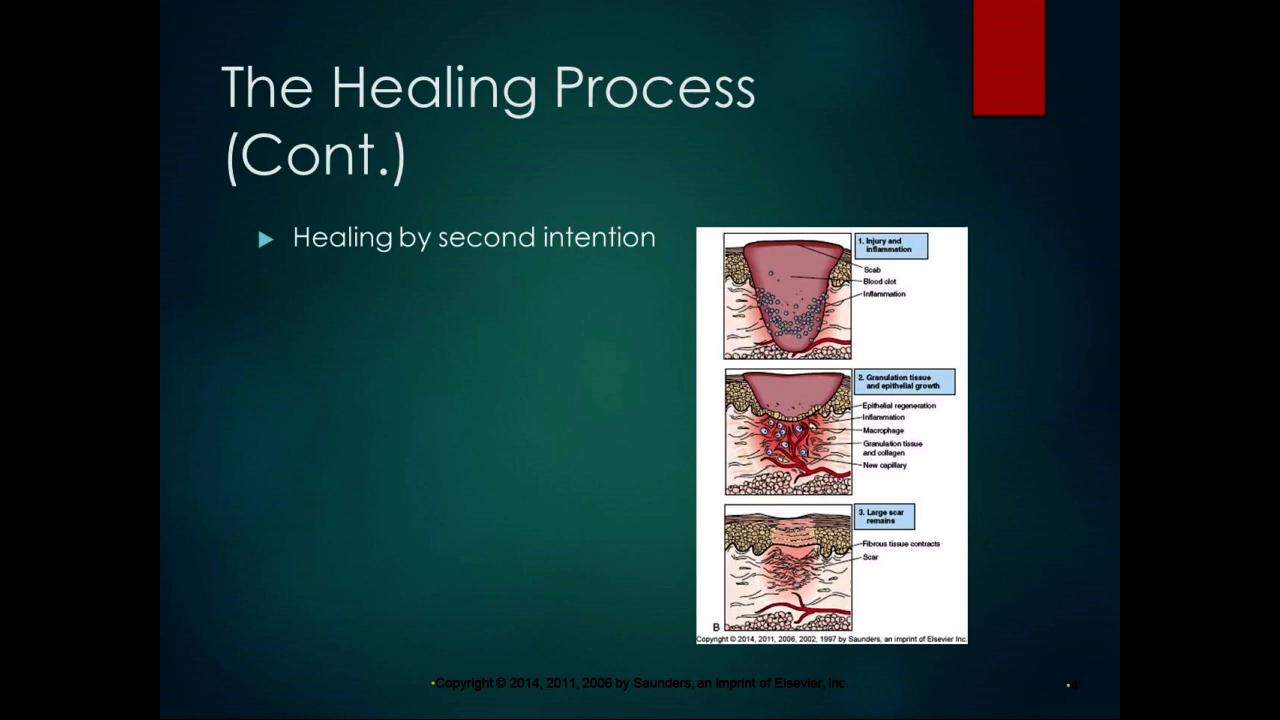 The Healing Process
(Cont.)
Healing by second intention
1. Injury and
inflammation
Scab
Blood clot
Inflammation
2. Granulation tissue
and epithelial growth
Epithelial regeneration
Inflammation
Macrophage
Granulation tissue
and collagen
New capillary
3. Large scar
remains
Fibrous tissue contracts
Scar
B
Copyright © 2014, 2011, 2006, 2002, 1997 by Saunders, an imprint of Elsevier Inc.
•Copyright © 2014, 2011, 2006 by Saunders, an imprint of Elsevier, Inc.